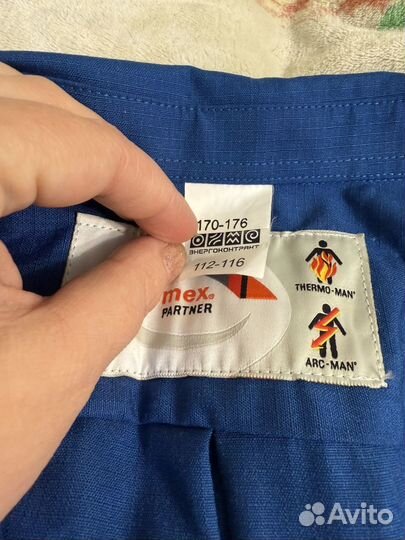 170-176
ЭНЕРГОКОНТРАКТ
112-116
mex®
PARTNER
THERMO-MAN®
ARC-MAN®
Avito